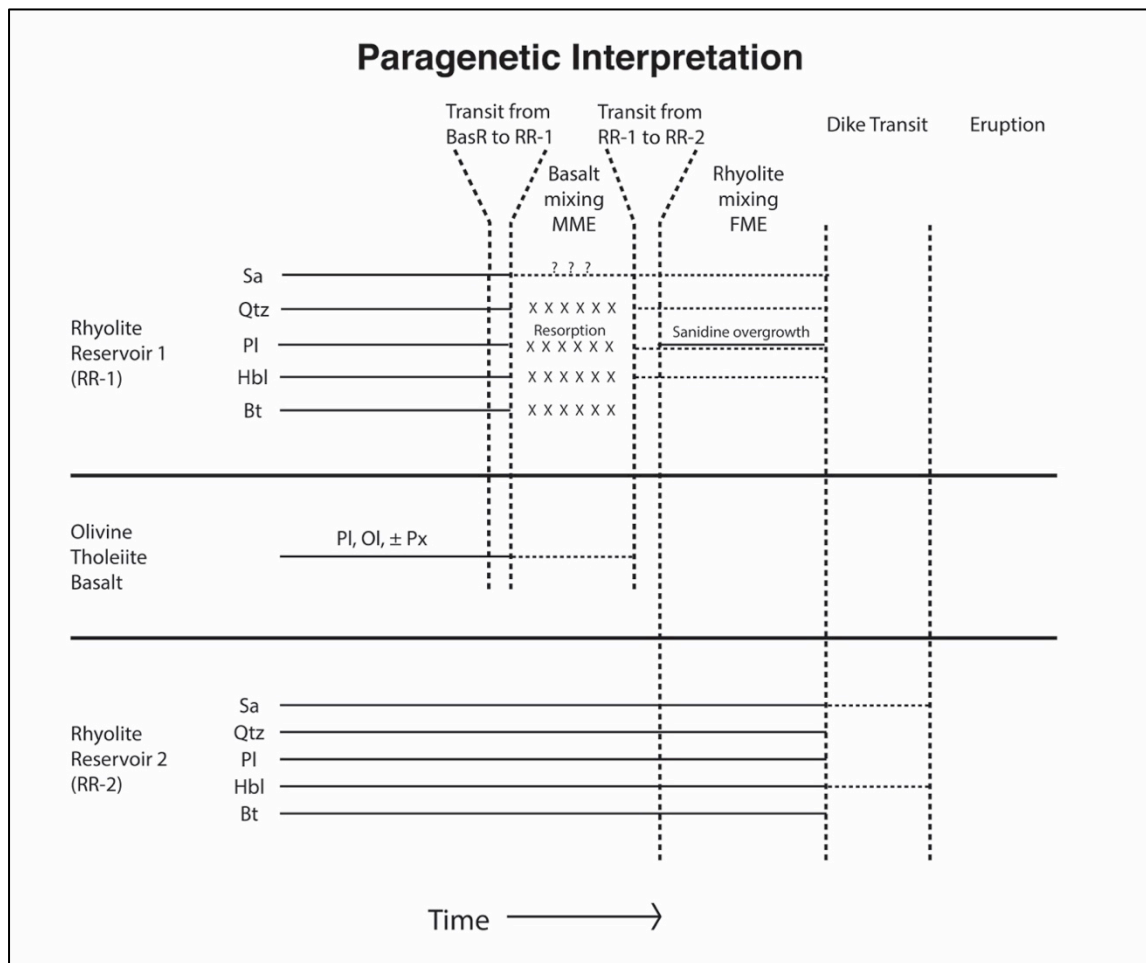 Paragenetic Interpretation
Transit from
BasR to RR-1
Transit from
RR-1 to RR-2
Dike Transit
Eruption
Basalt
mixing
MME
Rhyolite
mixing
FME
Rhyolite
Reservoir 1
(RR-1)
Sa
? ? ?
Qtz
X X X X X X
Resorption
Pl
X X X X X X
Sanidine overgrowth
Hbl
X X X X X X
Bt
X X X X X X
Olivine
Tholeiite
Basalt
Pl, Ol, ± Px
Rhyolite
Reservoir 2
(RR-2)
Sa
Qtz
Pl
Hbl
Bt
Time